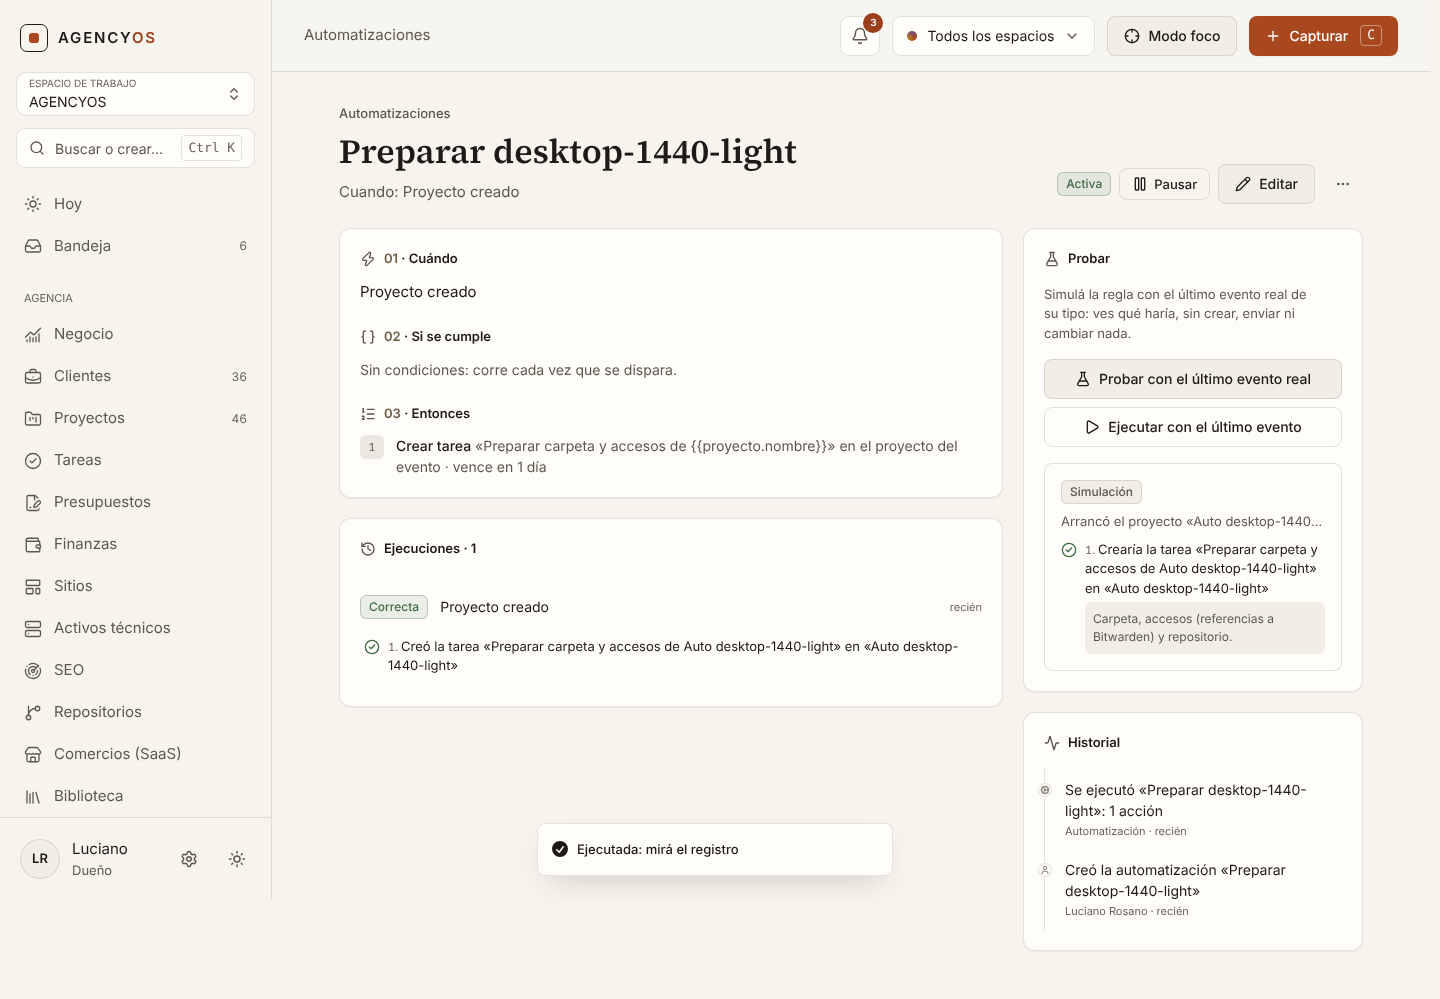 AGENCYOS
ESPACIO DE TRABAJO
AGENCYOS
Buscar o crear... Ctrl K
Hoy
Bandeja 6
AGENCIA
Negocio
Clientes 36
Proyectos 46
Tareas
Presupuestos
Finanzas
Sitios
Activos técnicos
SEO
Repositorios
Comercios (SaaS)
Biblioteca
LR
Luciano
Dueño
Automatizaciones
3
Todos los espacios
Modo foco
Capturar C
Automatizaciones
Preparar desktop-1440-light
Cuando: Proyecto creado
Activa
Pausar
Editar
01 · Cuándo
Proyecto creado
02 · Si se cumple
Sin condiciones: corre cada vez que se dispara.
03 · Entonces
1 Crear tarea «Preparar carpeta y accesos de {{proyecto.nombre}}» en el proyecto del
evento · vence en 1 día
Ejecuciones · 1
Correcta Proyecto creado recién
1. Creó la tarea «Preparar carpeta y accesos de Auto desktop-1440-light» en «Auto desktop-
1440-light»
Probar
Simulá la regla con el último evento real de
su tipo: ves qué haría, sin crear, enviar ni
cambiar nada.
Probar con el último evento real
Ejecutar con el último evento
Simulación
Arrancó el proyecto «Auto desktop-1440...
1. Crearía la tarea «Preparar carpeta y
accesos de Auto desktop-1440-light»
en «Auto desktop-1440-light»
Carpeta, accesos (referencias a
Bitwarden) y repositorio.
Historial
Se ejecutó «Preparar desktop-1440-
light»: 1 acción
Automatización · recién
Creó la automatización «Preparar
desktop-1440-light»
Luciano Rosano · recién
Ejecutada: mirá el registro